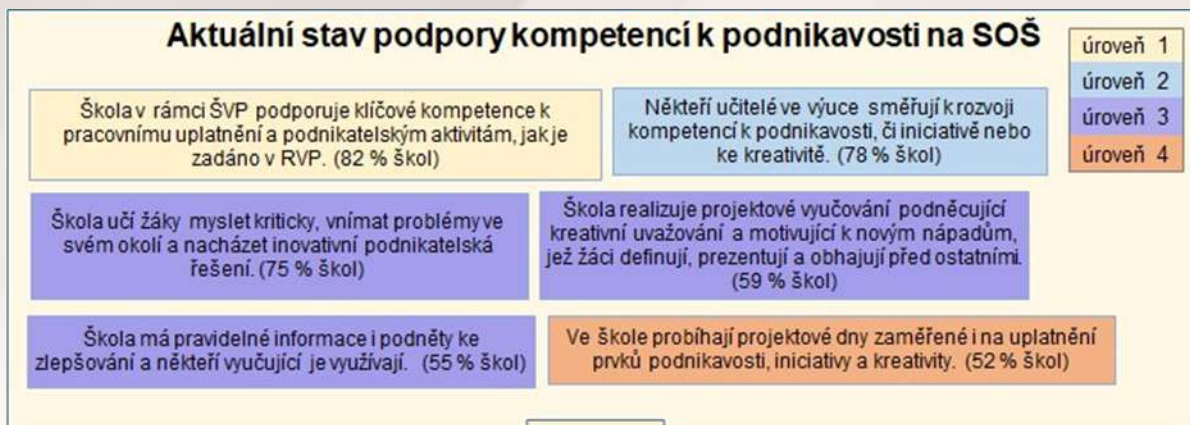 Aktuální stav podpory kompetencí k podnikavosti na SOŠ
úroveň 1
úroveň 2
úroveň 3
úroveň 4
Škola v rámci ŠVP podporuje klíčové kompetence k
pracovnímu uplatnění a podnikatelským aktivitám, jak je
zadáno v RVP. (82 % škol)
Někteří učitelé ve výuce směřují k rozvoji
kompetencí k podnikavosti, či iniciativě nebo
ke kreativitě. (78 % škol)
Škola učí žáky myslet kriticky, vnímat problémy ve
svém okolí a nacházet inovativní podnikatelská
řešení. (75 % škol)
Škola realizuje projektové vyučování podněcující
kreativní uvažování a motivující k novým nápadům,
jež žáci definují, prezentují a obhajují před ostatními.
(59 % škol)
Škola má pravidelné informace i podněty ke
zlepšování a někteří vyučující je využívají. (55 % škol)
Ve škole probíhají projektové dny zaměřené i na uplatnění
prvků podnikavosti, iniciativy a kreativity. (52 % škol)